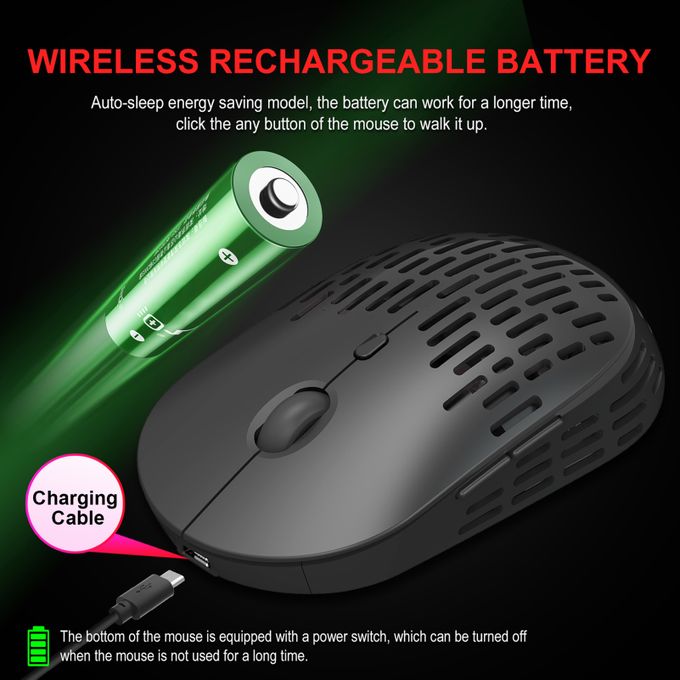 WIRELESS RECHARGEABLE BATTERY
Auto-sleep energy saving model, the battery can work for a longer time,
click the any button of the mouse to walk it up.
Charging
Cable
The bottom of the mouse is equipped with a power switch, which can be turned off
when the mouse is not used for a long time.